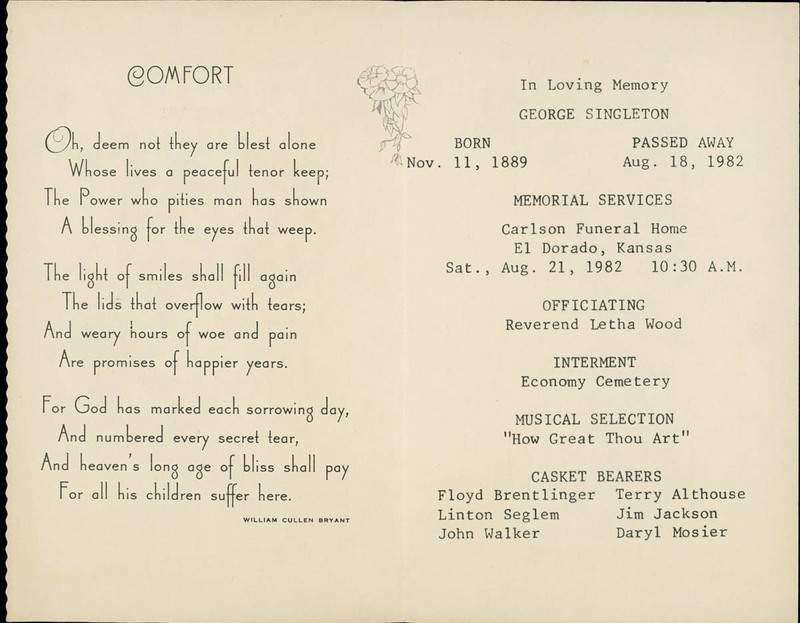 COMFORT
Oh, deem not they are blest alone
Whose lives a peaceful tenor keep;
The Power who pities man has shown
A blessing for the eyes that weep.
The light of smiles shall fill again
The lids that overflow with tears;
And weary hours of woe and pain
Are promises of happier years.
For God has marked each sorrowing day,
And numbered every secret tear,
And heaven's long age of bliss shall pay
For all his children suffer here.
WILLIAM CULLEN BRYANT
In Loving Memory
GEORGE SINGLETON
BORN PASSED AWAY
Nov. 11, 1889 Aug. 18, 1982
MEMORIAL SERVICES
Carlson Funeral Home
El Dorado, Kansas
Sat., Aug. 21, 1982 10:30 A.M.
OFFICIATING
Reverend Letha Wood
INTERMENT
Economy Cemetery
MUSICAL SELECTION
"How Great Thou Art"
CASKET BEARERS
Floyd Brentlinger Terry Althouse
Linton Seglem Jim Jackson
John Walker Daryl Mosier